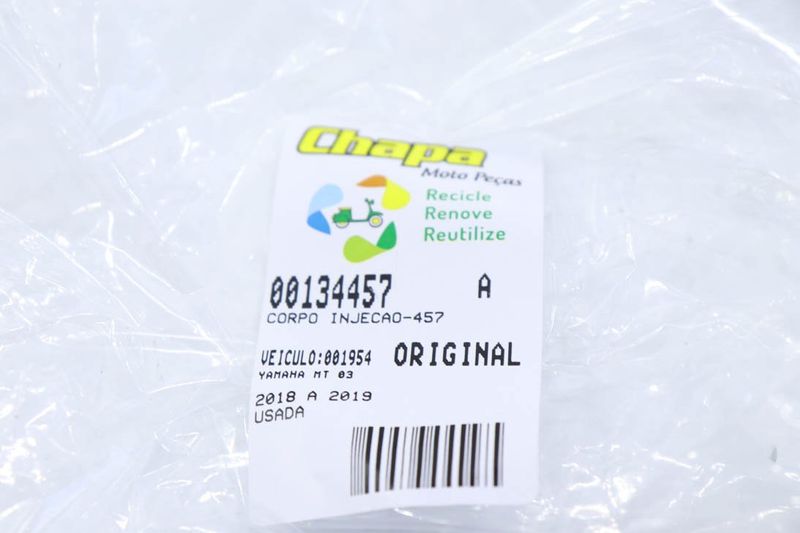 Chapa
Moto Peças
Recicle
Renove
Reutilize
00134457 A
CORPO INJECAO-457
VEICULO:001954 ORIGINAL
YAMAHA MT 03
2018 A 2019
USADA